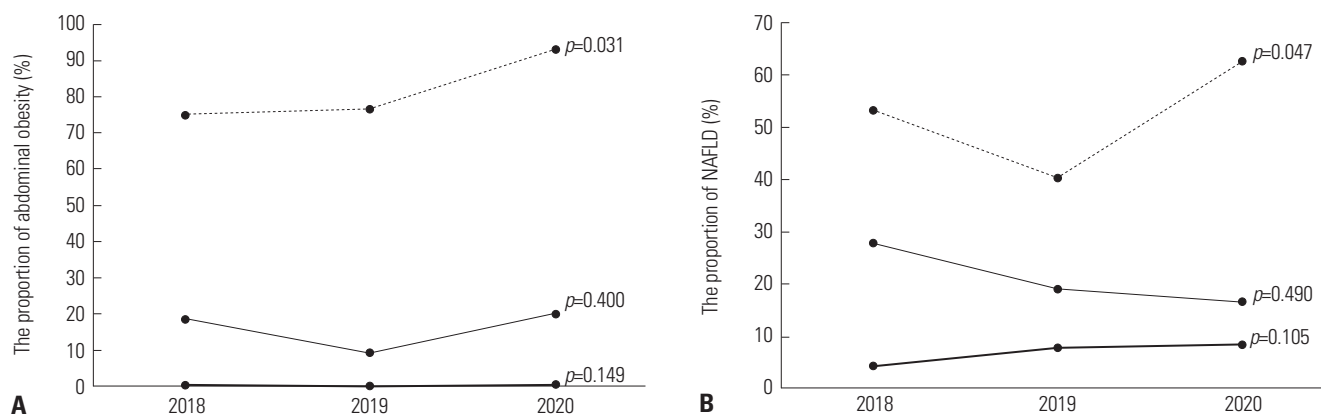 The proportion of abdominal obesity (%)
100
90
80
70
60
50
40
30
20
10
0
p=0.031
p=0.400
p=0.149
2018 2019 2020
A
The proportion of NAFLD (%)
70
60
50
40
30
20
10
0
p=0.047
p=0.490
p=0.105
2018 2019 2020
B